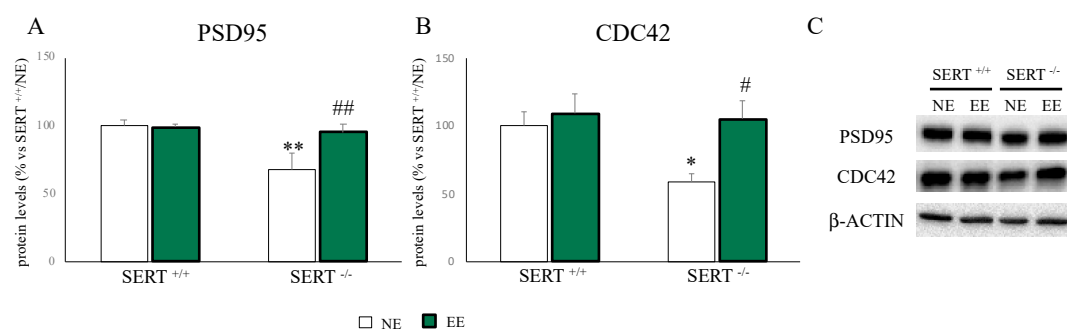 A
PSD95
protein levels (% vs SERT +/+/NE)
150
100
50
0
**
##
SERT +/+
SERT -/-
B
CDC42
protein levels (% vs SERT +/+/NE)
150
100
50
0
*
#
SERT +/+
SERT -/-
NE
EE
C
SERT +/+ SERT -/-
NE EE NE EE
PSD95
CDC42
β-ACTIN